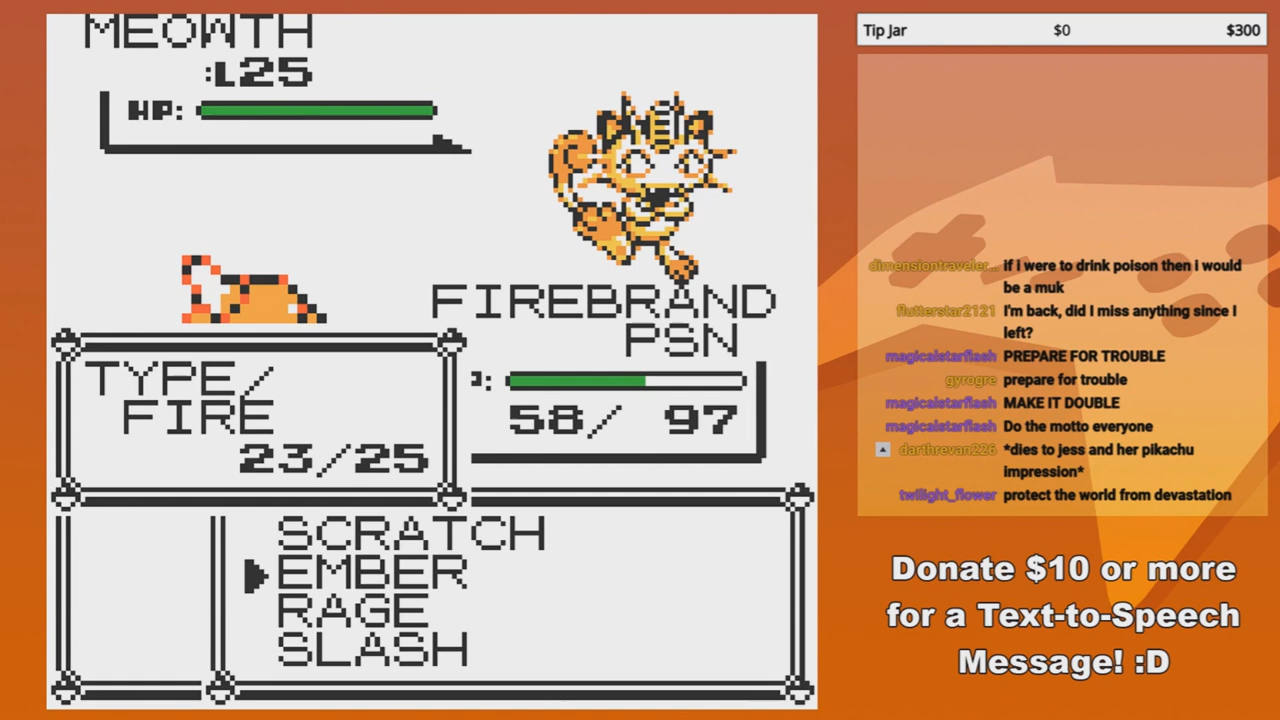 MEOWTH
:L25
HP:
FIREBRAND
PSN
P:
58/ 97
TYPE/
FIRE
23/25
SCRATCH
EMBER
RAGE
SLASH
Tip Jar $0 $300
dimensiontraveler... if i were to drink poison then i would
be a muk
flutterstar2121 I'm back, did I miss anything since I
left?
magicalstarflash PREPARE FOR TROUBLE
gyrogre prepare for trouble
magicalstarflash MAKE IT DOUBLE
magicalstarflash Do the motto everyone
darthrevan226 *dies to jess and her pikachu
impression*
twilight_flower protect the world from devastation
Donate $10 or more
for a Text-to-Speech
Message! :D